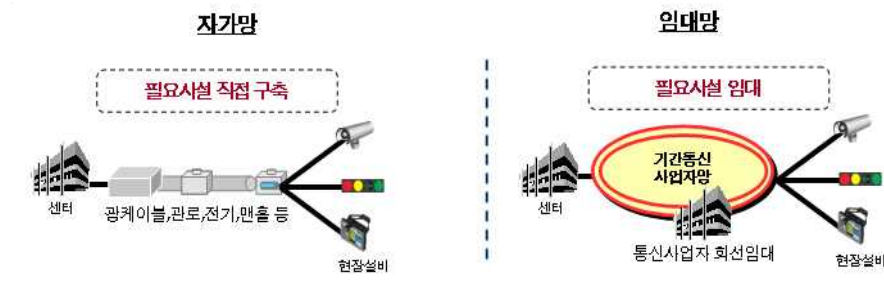 자가망
필요시설 직접 구축
센터
광케이블,관로,전기,맨홀 등
현장설비
임대망
필요시설 임대
기간통신
사업자망
센터
통신사업자 회선임대
현장설비